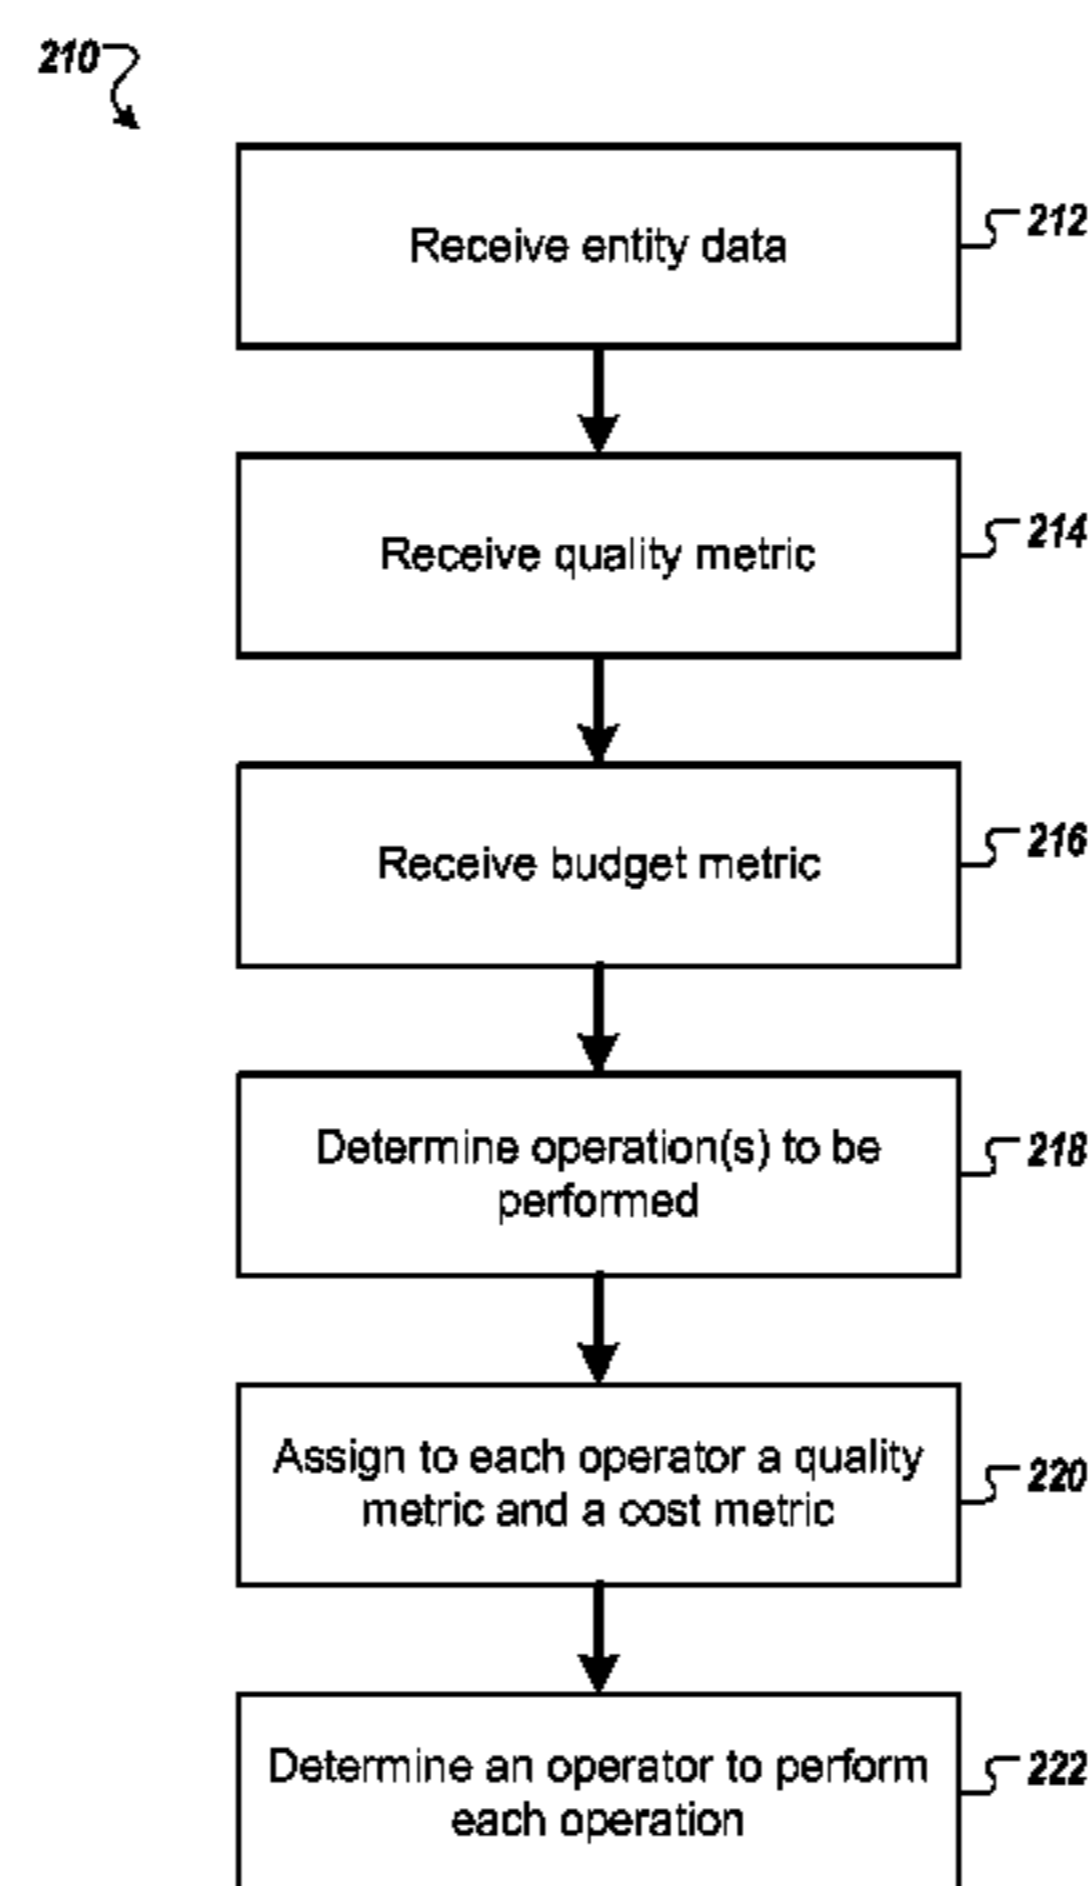 210
Receive entity data
212
Receive quality metric
214
Receive budget metric
216
Determine operation(s) to be
performed
218
Assign to each operator a quality
metric and a cost metric
220
Determine an operator to perform
each operation
222